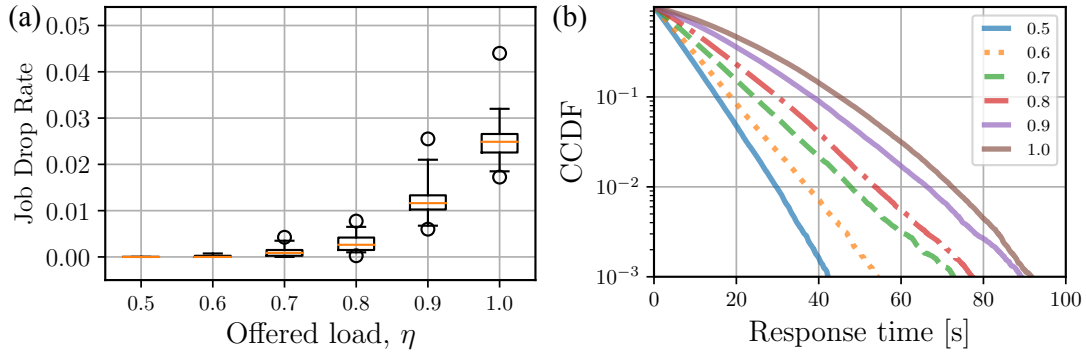 (a)
0.05
0.04
0.03
0.02
0.01
0.00
Job Drop Rate
0.5 0.6 0.7 0.8 0.9 1.0
Offered load, η
(b)
10⁻¹
10⁻²
10⁻³
CCDF
0 20 40 60 80 100
Response time [s]
0.5
0.6
0.7
0.8
0.9
1.0